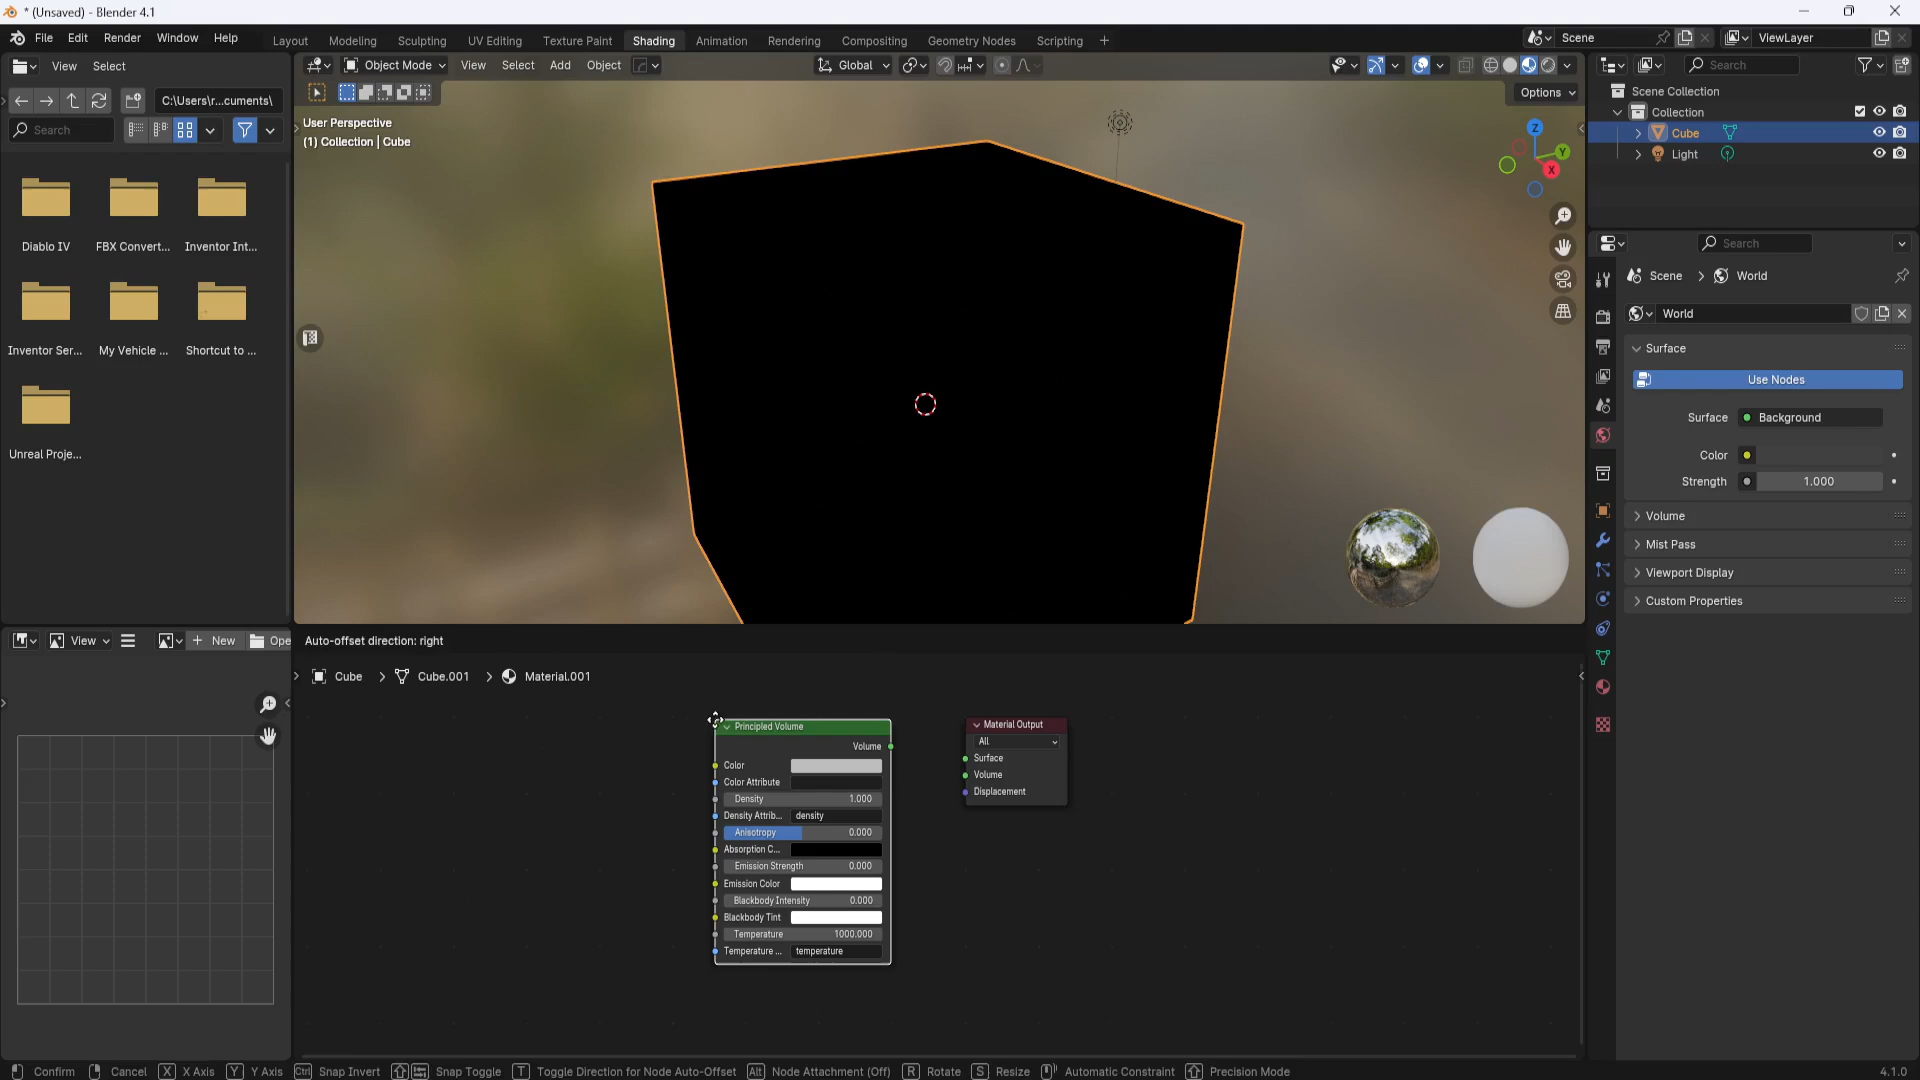 * (Unsaved) - Blender 4.1
File Edit Render Window Help
Layout Modeling Sculpting UV Editing Texture Paint Shading Animation Rendering Compositing Geometry Nodes Scripting +
Scene
ViewLayer
View Select
C:\Users\r...cuments\
Search
Diablo IV
FBX Convert...
Inventor Int...
Inventor Ser...
My Vehicle ...
Shortcut to ...
Unreal Proje...
Object Mode View Select Add Object
Global
Options
User Perspective
(1) Collection | Cube
Z
Y
X
Search
Scene Collection
Collection
Cube
Light
Search
Scene > World
World
Surface
Use Nodes
Surface Background
Color
Strength 1.000
Volume
Mist Pass
Viewport Display
Custom Properties
View
+ New
Ope
Auto-offset direction: right
Cube > Cube.001 > Material.001
Principled Volume
Volume
Color
Color Attribute
Density 1.000
Density Attrib... density
Anisotropy 0.000
Absorption C...
Emission Strength 0.000
Emission Color
Blackbody Intensity 0.000
Blackbody Tint
Temperature 1000.000
Temperature ... temperature
Material Output
All
Surface
Volume
Displacement
Confirm Cancel X X Axis Y Y Axis Ctrl Snap Invert Snap Toggle T Toggle Direction for Node Auto-Offset Alt Node Attachment (Off) R Rotate S Resize Automatic Constraint Precision Mode
4.1.0